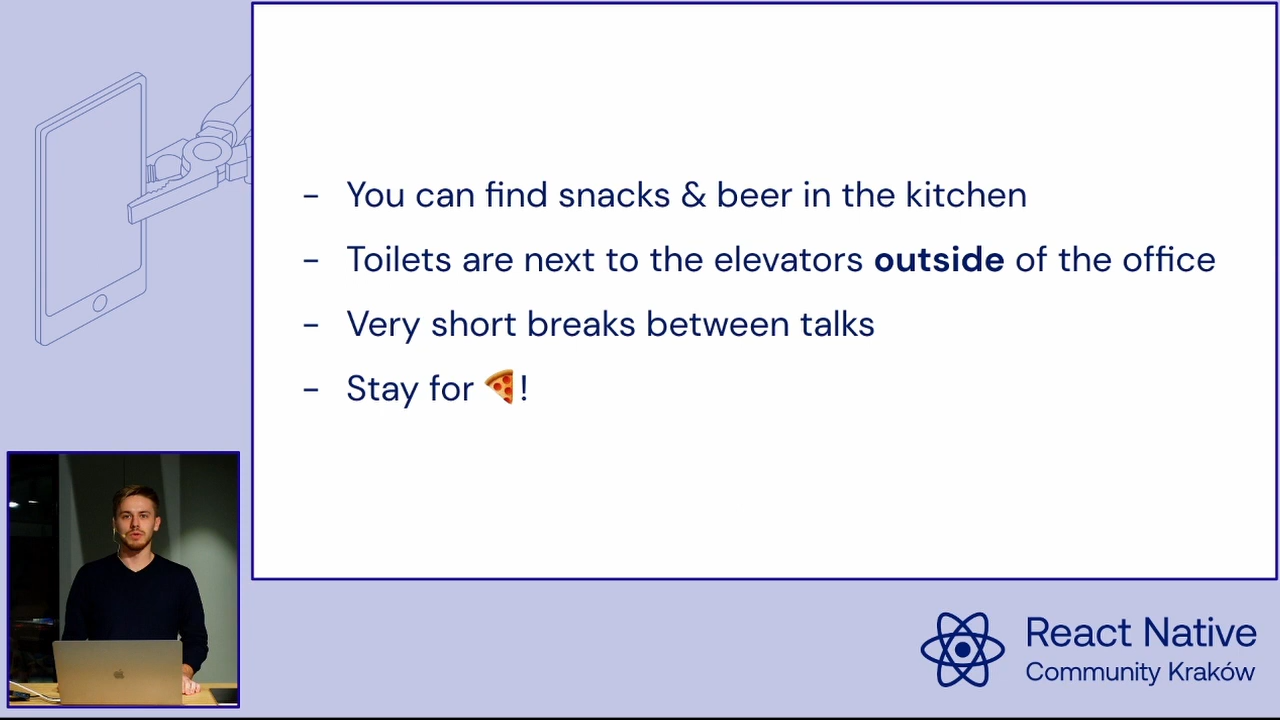 - You can find snacks & beer in the kitchen
- Toilets are next to the elevators outside of the office
- Very short breaks between talks
- Stay for 🍕!
React Native
Community Kraków